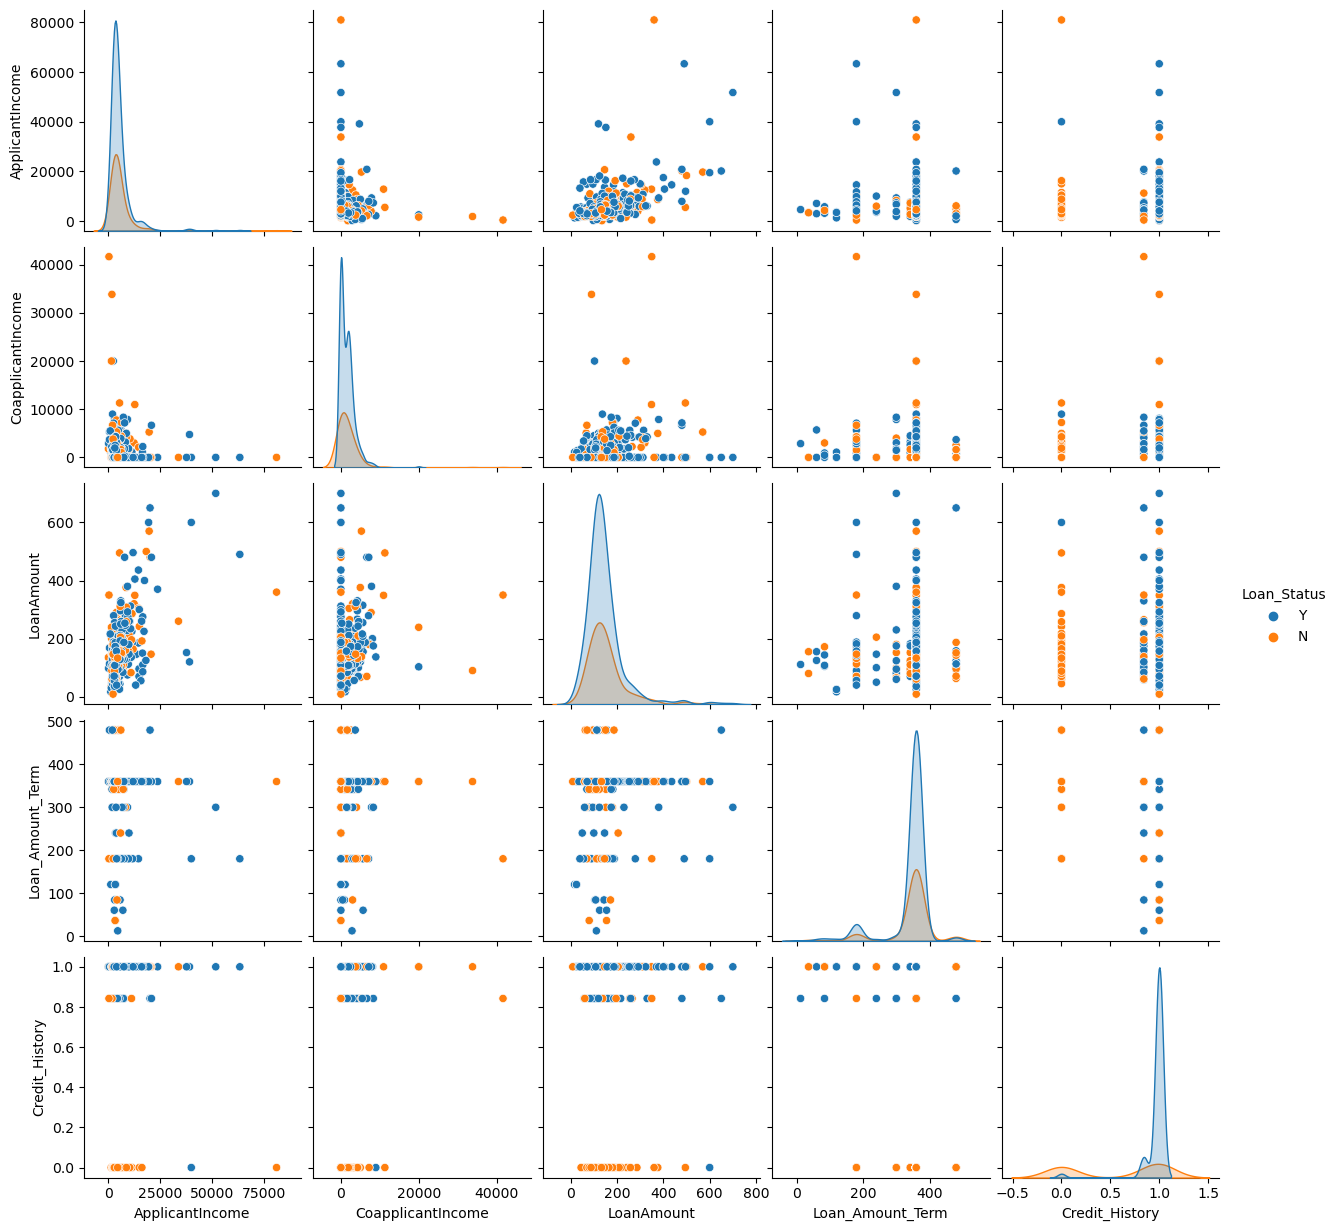 80000
60000
40000
20000
0
ApplicantIncome
40000
30000
20000
10000
0
CoapplicantIncome
600
400
200
0
LoanAmount
Loan_Status
Y
N
500
400
300
200
100
0
Loan_Amount_Term
1.0
0.8
0.6
0.4
0.2
0.0
Credit_History
0 25000 50000 75000
0 20000 40000
0 200 400 600 800
0 200 400
−0.5 0.0 0.5 1.0 1.5
ApplicantIncome
CoapplicantIncome
LoanAmount
Loan_Amount_Term
Credit_History